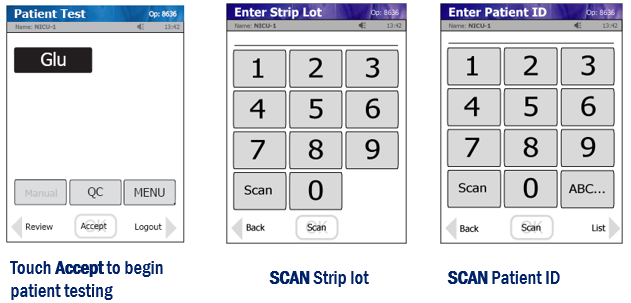 Patient Test Op: 8636
Name: NICU-1 13:42
Glu
Manual QC MENU
Review Accept Logout
Touch Accept to begin
patient testing
Enter Strip Lot Op: 8636
Name: NICU-1 13:42
1 2 3
4 5 6
7 8 9
Scan 0
Back Scan
SCAN Strip lot
Enter Patient ID Op: 8636
Name: NICU-1 13:42
1 2 3
4 5 6
7 8 9
Scan 0 ABC...
Back Scan List
SCAN Patient ID